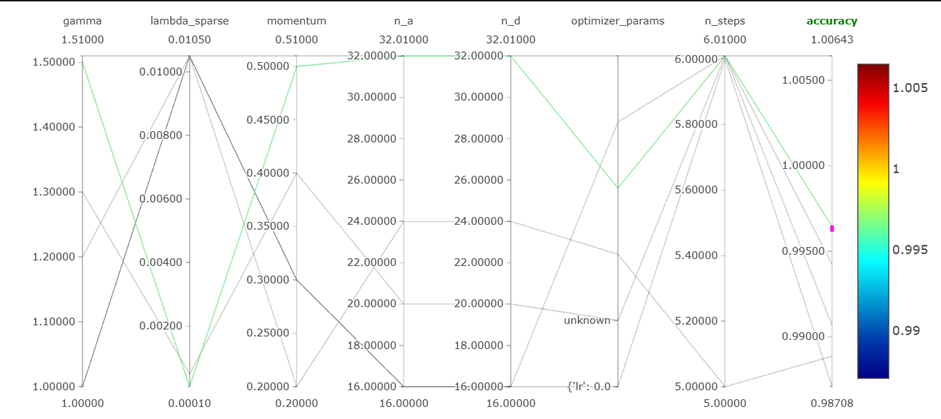 gamma lambda_sparse momentum n_a n_d optimizer_params n_steps accuracy
1.51000 0.01050 0.51000 32.01000 32.01000 6.01000 1.00643
1.50000 0.01000 0.50000 32.00000 32.00000 6.00000 1.00500 1.005
1.40000 0.00800 0.45000 30.00000 30.00000 5.80000 1.00000 1
1.30000 0.00600 0.40000 28.00000 28.00000 5.60000 0.99500 0.995
1.20000 0.00400 0.35000 26.00000 26.00000 5.40000 0.99000 0.99
1.10000 0.00200 0.30000 24.00000 24.00000 unknown 5.20000
0.25000 22.00000 22.00000
20.00000 20.00000
18.00000 18.00000
1.00000 0.20000 16.00000 16.00000 {'lr': 0.0 5.00000
1.00000 0.00010 0.20000 16.00000 16.00000 5.00000 0.98708